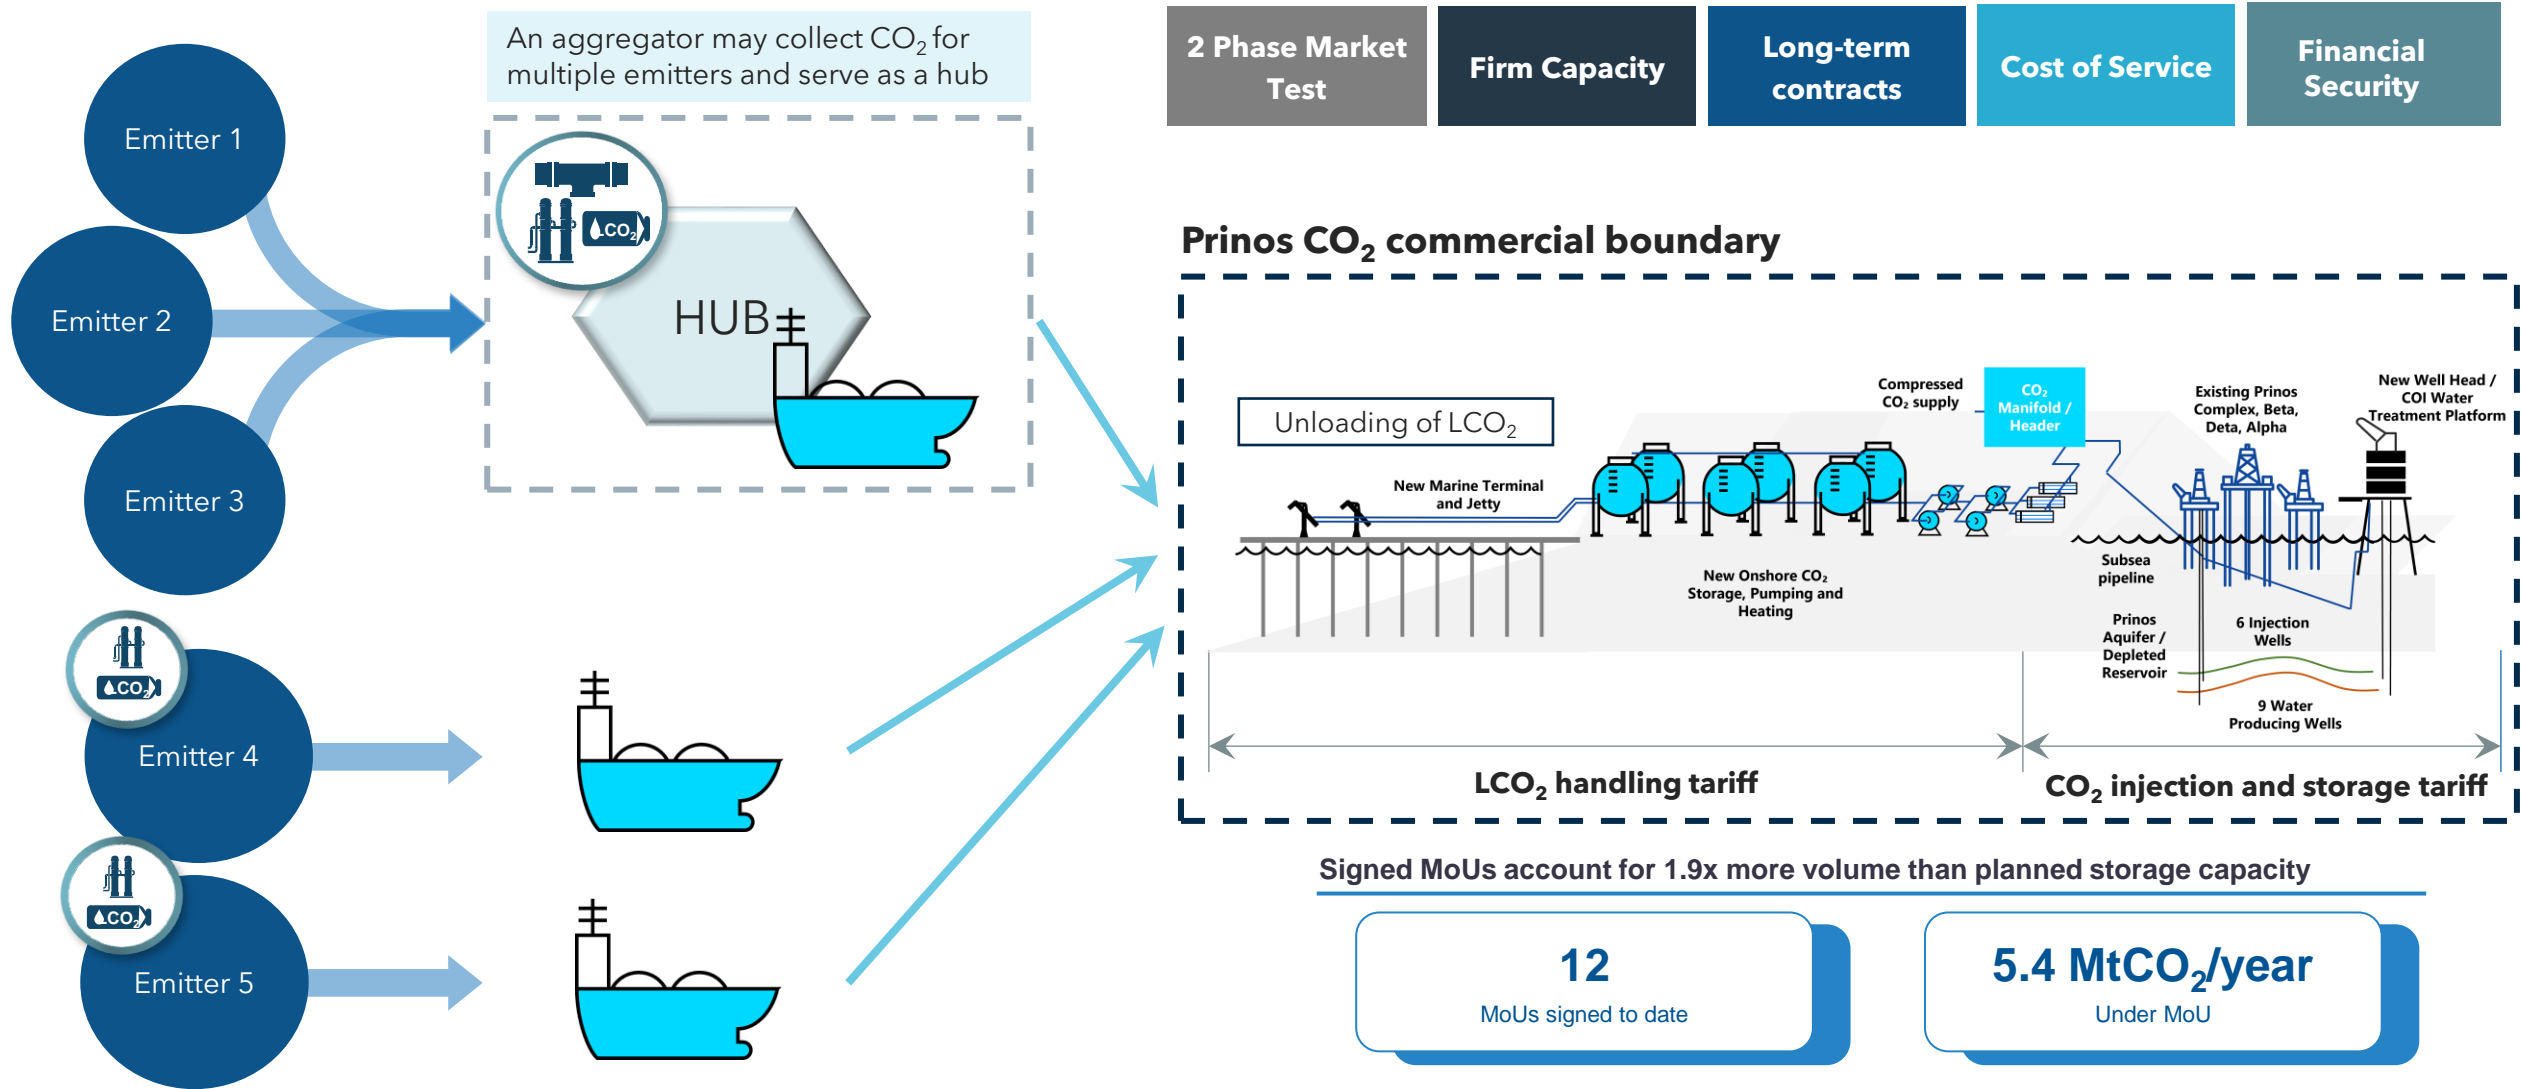 An aggregator may collect CO₂ for
multiple emitters and serve as a hub
Emitter 1
Emitter 2
Emitter 3
Emitter 4
Emitter 5
CO₂
HUB
CO₂
CO₂
2 Phase Market
Test
Firm Capacity
Long-term
contracts
Cost of Service
Financial
Security
Prinos CO₂ commercial boundary
Unloading of LCO₂
New Marine Terminal
and Jetty
Compressed
CO₂ supply
CO₂
Manifold /
Header
Existing Prinos
Complex, Beta,
Deta, Alpha
New Well Head /
COI Water
Treatment Platform
New Onshore CO₂
Storage, Pumping and
Heating
Subsea
pipeline
Prinos
Aquifer /
Depleted
Reservoir
6 Injection
Wells
9 Water
Producing Wells
LCO₂ handling tariff
CO₂ injection and storage tariff
Signed MoUs account for 1.9x more volume than planned storage capacity
12
MoUs signed to date
5.4 MtCO₂/year
Under MoU